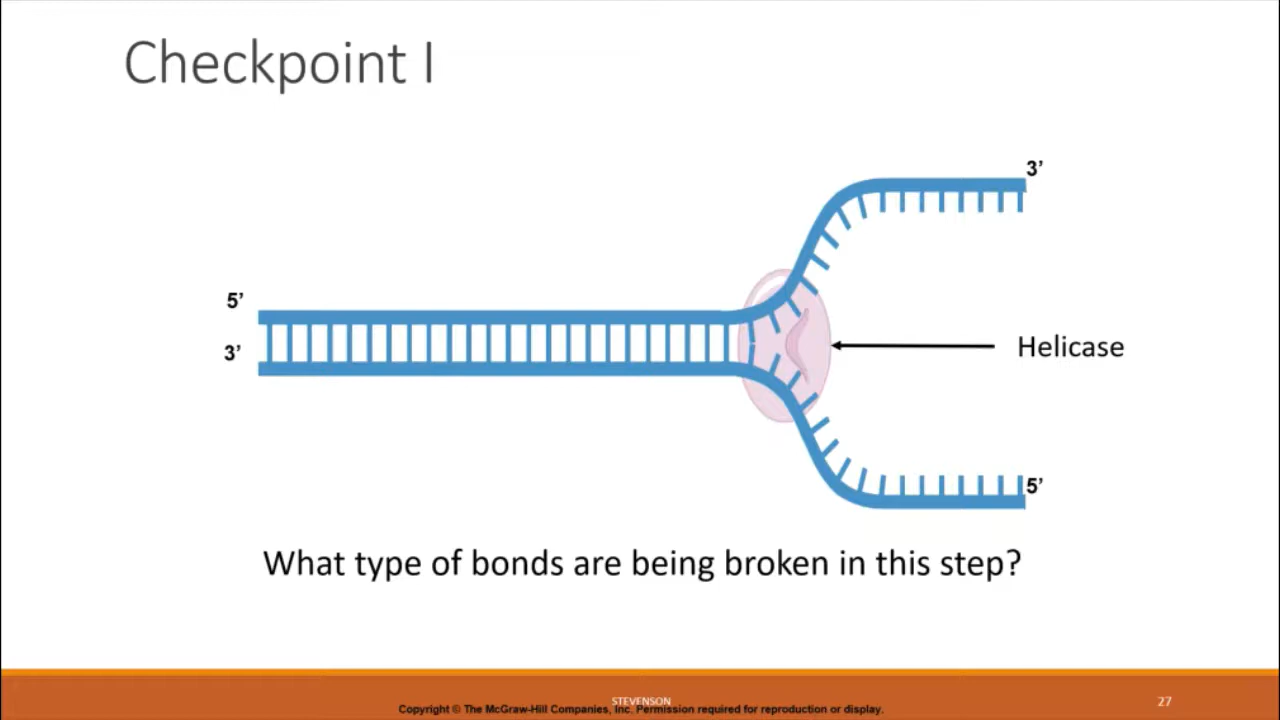 Checkpoint I
3’
5’
3’
Helicase
5’
What type of bonds are being broken in this step?
STEVENSON
27
Copyright © The McGraw-Hill Companies, Inc. Permission required for reproduction or display.